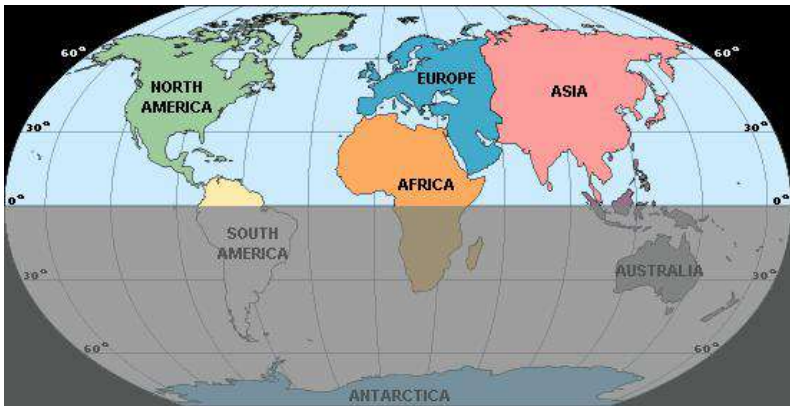 60°
60°
NORTH
AMERICA
EUROPE
ASIA
30°
30°
AFRICA
0°
0°
SOUTH
AMERICA
AUSTRALIA
30°
30°
60°
60°
ANTARCTICA